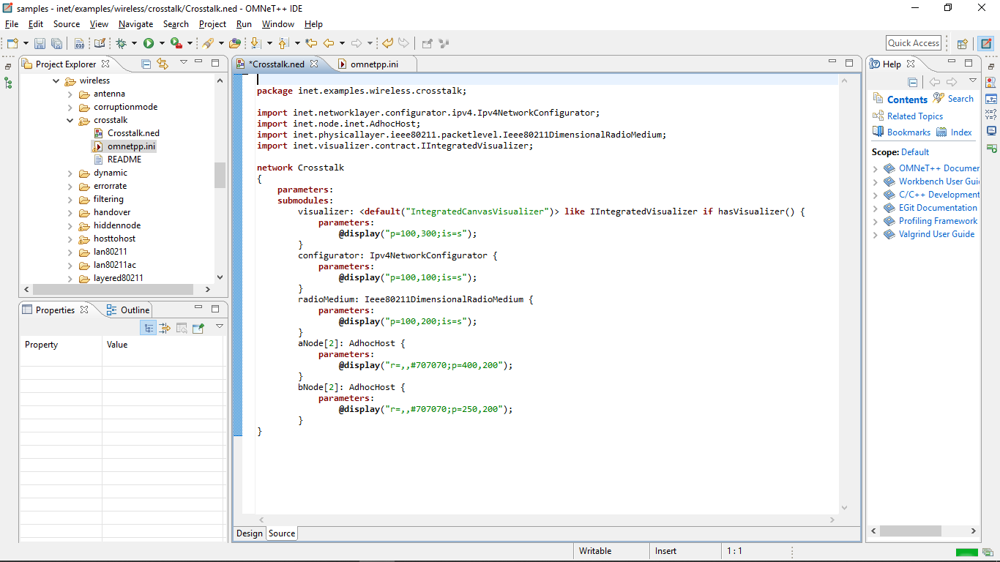 samples - inet/examples/wireless/crosstalk/Crosstalk.ned - OMNeT++ IDE
File Edit Source View Navigate Search Project Run Window Help
Quick Access
Project Explorer
wireless
antenna
corruptionmode
crosstalk
Crosstalk.ned
omnetpp.ini
README
dynamic
errorrate
filtering
handover
hiddennode
hosttohost
lan80211
lan80211ac
layered80211
Properties Outline
Property Value
*Crosstalk.ned omnetpp.ini
package inet.examples.wireless.crosstalk;
import inet.networklayer.configurator.ipv4.Ipv4NetworkConfigurator;
import inet.node.inet.AdhocHost;
import inet.physicallayer.ieee80211.packetlevel.Ieee80211DimensionalRadioMedium;
import inet.visualizer.contract.IIntegratedVisualizer;
network Crosstalk
{
parameters:
submodules:
visualizer: <default("IntegratedCanvasVisualizer")> like IIntegratedVisualizer if hasVisualizer() {
parameters:
@display("p=100,300;is=s");
}
configurator: Ipv4NetworkConfigurator {
parameters:
@display("p=100,100;is=s");
}
radioMedium: Ieee80211DimensionalRadioMedium {
parameters:
@display("p=100,200;is=s");
}
aNode[2]: AdhocHost {
parameters:
@display("r=,,#707070;p=400,200");
}
bNode[2]: AdhocHost {
parameters:
@display("r=,,#707070;p=250,200");
}
}
Design Source
Help
Contents Search
Related Topics
Bookmarks Index
Scope: Default
OMNeT++ Documer
Workbench User Gui
C/C++ Development
EGit Documentation
Profiling Framework
Valgrind User Guide
Writable Insert 1 : 1